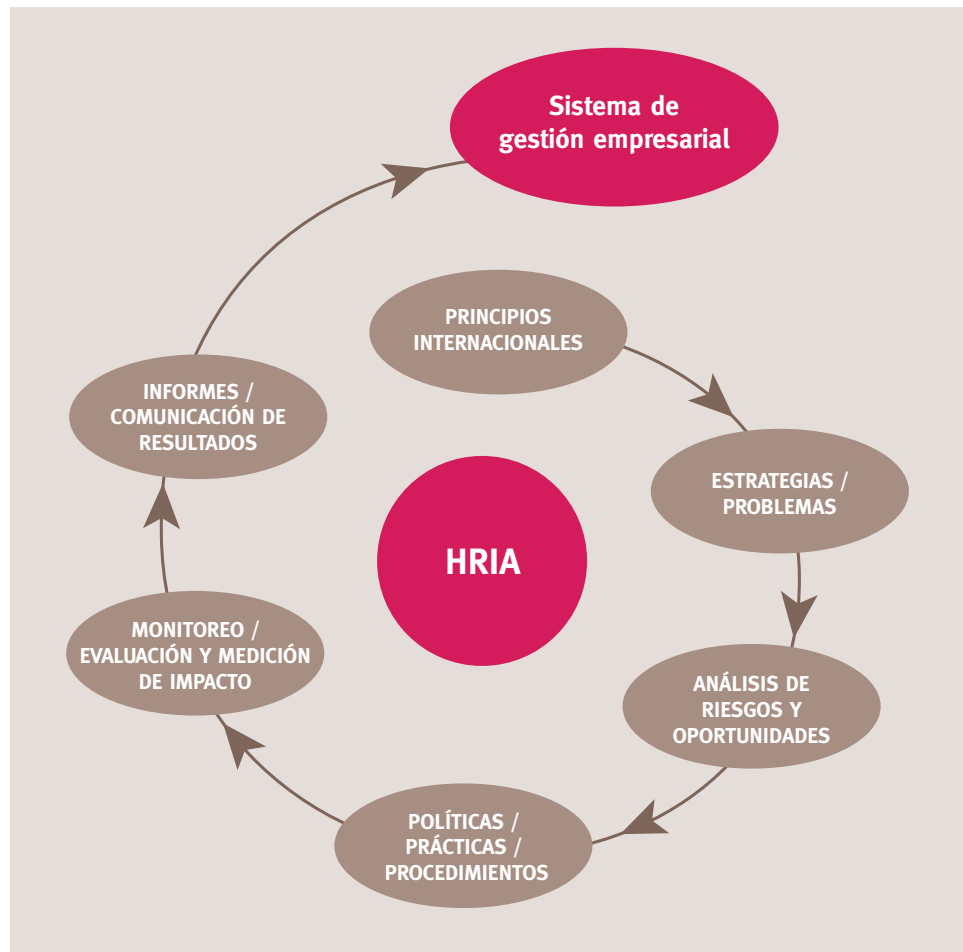 Sistema de
gestión empresarial
PRINCIPIOS
INTERNACIONALES
ESTRATEGIAS /
PROBLEMAS
ANÁLISIS DE
RIESGOS Y
OPORTUNIDADES
POLÍTICAS /
PRÁCTICAS /
PROCEDIMIENTOS
MONITOREO /
EVALUACIÓN Y MEDICIÓN
DE IMPACTO
INFORMES /
COMUNICACIÓN DE
RESULTADOS
HRIA